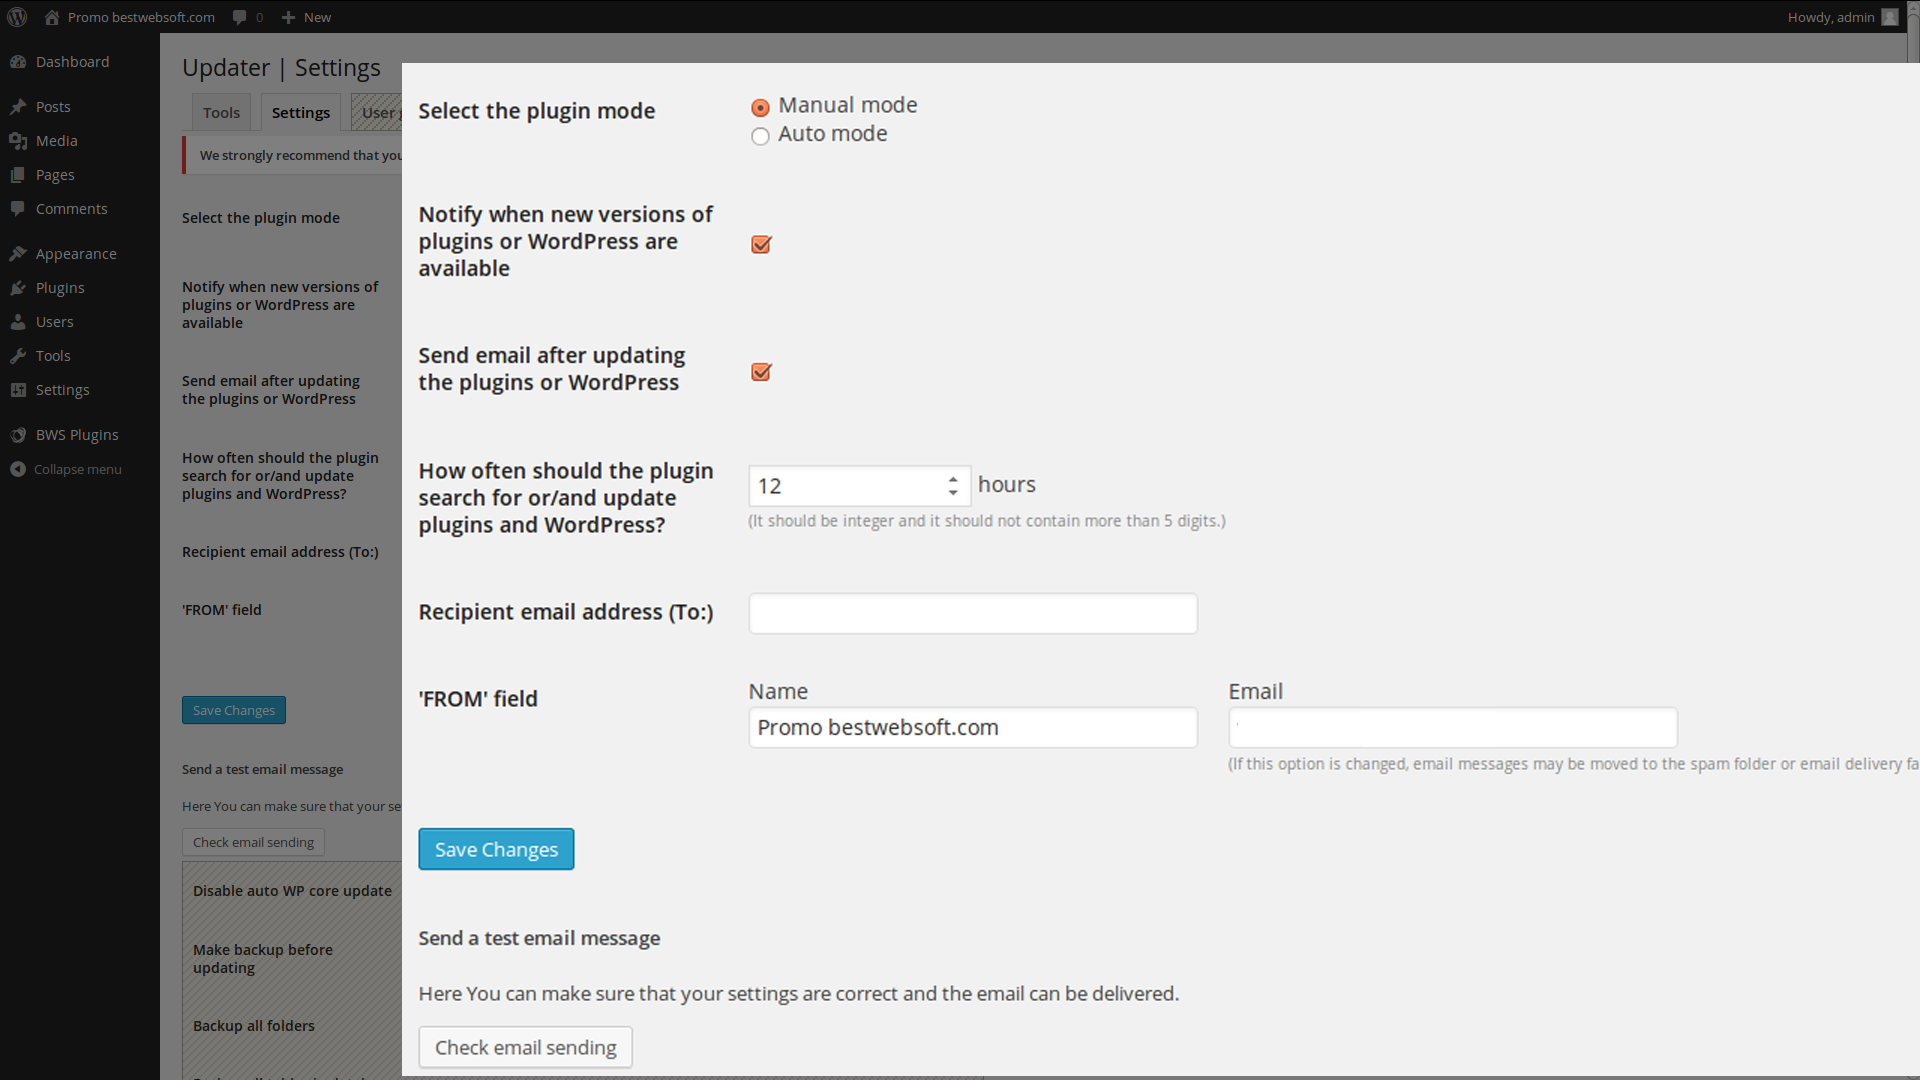 Promo bestwebsoft.com 0 New Howdy, admin
Dashboard
Posts
Media
Pages
Comments
Appearance
Plugins
Users
Tools
Settings
BWS Plugins
Collapse menu
Updater | Settings
Tools Settings User
We strongly recommend that you
Select the plugin mode
Notify when new versions of
plugins or WordPress are
available
Send email after updating
the plugins or WordPress
How often should the plugin
search for or/and update
plugins and WordPress?
Recipient email address (To:)
'FROM' field
Save Changes
Send a test email message
Here You can make sure that your se
Check email sending
Disable auto WP core update
Make backup before
updating
Backup all folders
Select the plugin mode
Manual mode
Auto mode
Notify when new versions of
plugins or WordPress are
available
Send email after updating
the plugins or WordPress
How often should the plugin
search for or/and update
plugins and WordPress?
12 hours
(It should be integer and it should not contain more than 5 digits.)
Recipient email address (To:)
'FROM' field
Name
Promo bestwebsoft.com
Email
(If this option is changed, email messages may be moved to the spam folder or email delivery fa
Save Changes
Send a test email message
Here You can make sure that your settings are correct and the email can be delivered.
Check email sending